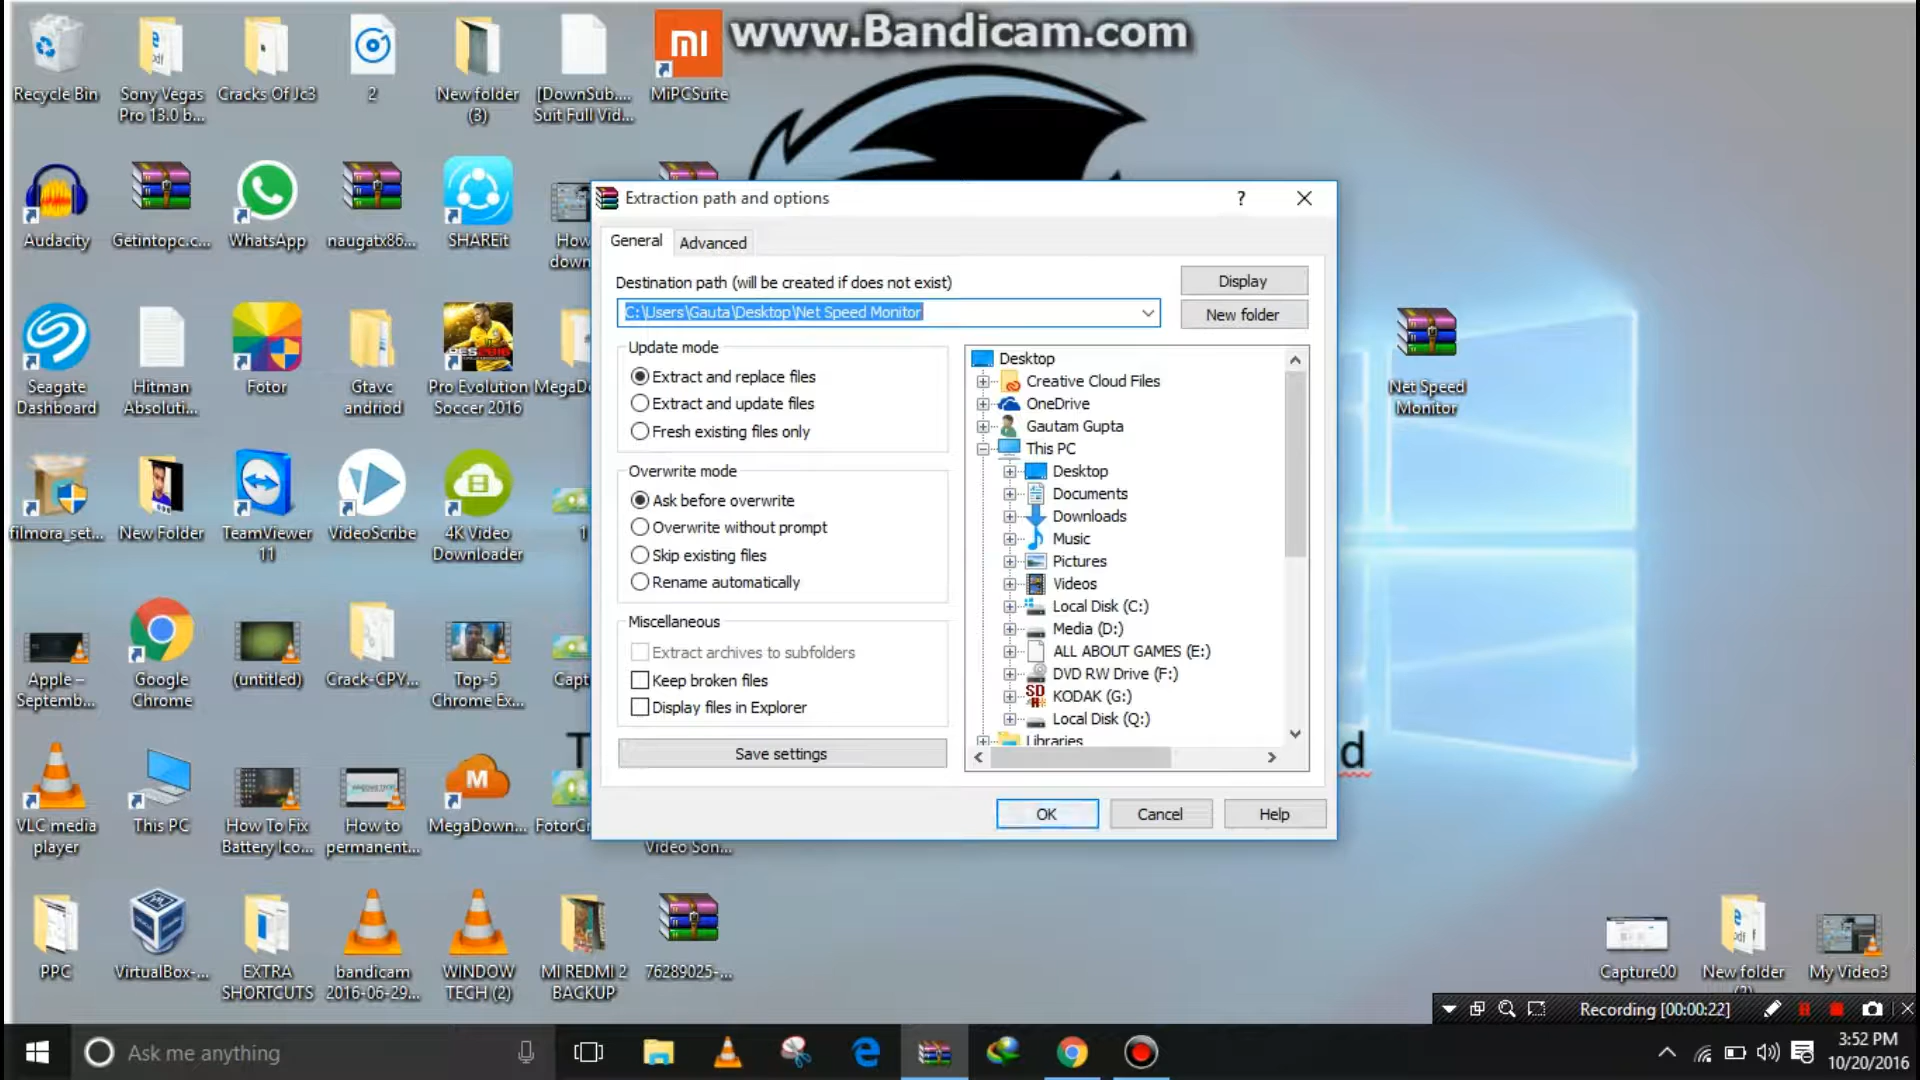 www.Bandicam.com
Recycle Bin
Sony Vegas
Pro 13.0 b...
Cracks Of Jc3
2
New folder
(3)
[DownSub....
Suit Full Vid...
MiPCSuite
Audacity
Getintopc.c...
WhatsApp
naugatx86...
SHAREit
How
down
Seagate
Dashboard
Hitman
Absoluti...
Fotor
Gtavc
andriod
Pro Evolution
Soccer 2016
MegaDo
filmora_set...
New Folder
TeamViewer
11
VideoScribe
4K Video
Downloader
1
Apple –
Septemb...
Google
Chrome
(untitled)
Crack-CPY...
Top-5
Chrome Ex...
Capt
VLC media
player
This PC
How To Fix
Battery Ico...
How to
permanent...
MegaDown...
FotorCr
Video Son...
PPC
VirtualBox-...
EXTRA
SHORTCUTS
bandicam
2016-06-29...
WINDOW
TECH (2)
MI REDMI 2
BACKUP
76289025-...
Extraction path and options
?
General
Advanced
Destination path (will be created if does not exist)
C:\Users\Gauta\Desktop\Net Speed Monitor
Display
New folder
Update mode
Extract and replace files
Extract and update files
Fresh existing files only
Overwrite mode
Ask before overwrite
Overwrite without prompt
Skip existing files
Rename automatically
Miscellaneous
Extract archives to subfolders
Keep broken files
Display files in Explorer
Save settings
Desktop
Creative Cloud Files
OneDrive
Gautam Gupta
This PC
Desktop
Documents
Downloads
Music
Pictures
Videos
Local Disk (C:)
Media (D:)
ALL ABOUT GAMES (E:)
DVD RW Drive (F:)
KODAK (G:)
Local Disk (Q:)
Libraries
OK
Cancel
Help
T
d
Net Speed
Monitor
Capture00
New folder
(2)
My Video3
Recording [00:00:22]
Ask me anything
3:52 PM
10/20/2016